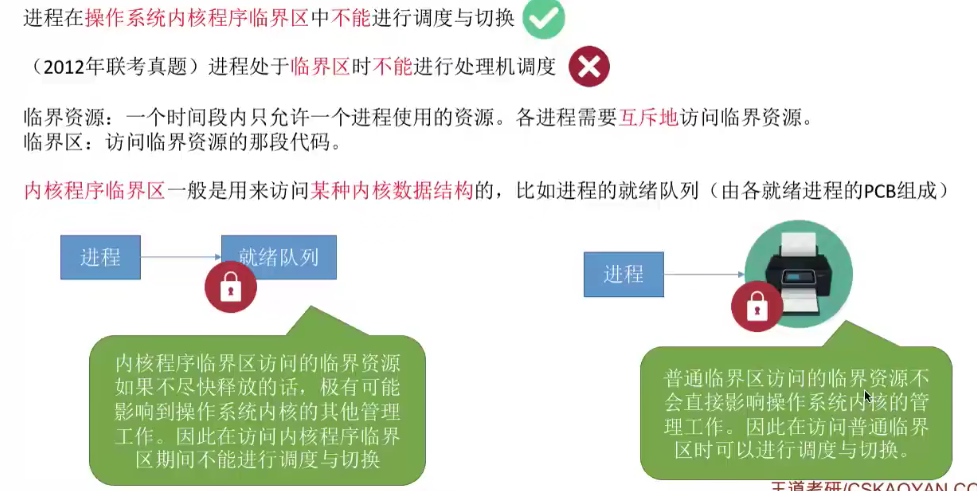 进程在操作系统内核程序临界区中不能进行调度与切换
（2012年联考真题）进程处于临界区时不能进行处理机调度
临界资源：一个时间段内只允许一个进程使用的资源。各进程需要互斥地访问临界资源。
临界区：访问临界资源的那段代码。
内核程序临界区一般是用来访问某种内核数据结构的，比如进程的就绪队列（由各就绪进程的PCB组成）
进程
就绪队列
内核程序临界区访问的临界资源
如果不尽快释放的话，极有可能
影响到操作系统内核的其他管理
工作。因此在访问内核程序临界
区期间不能进行调度与切换
进程
普通临界区访问的临界资源不
会直接影响操作系统内核的管
理工作。因此在访问普通临界
区时可以进行调度与切换。
王道考研/CSKAOYAN.CO